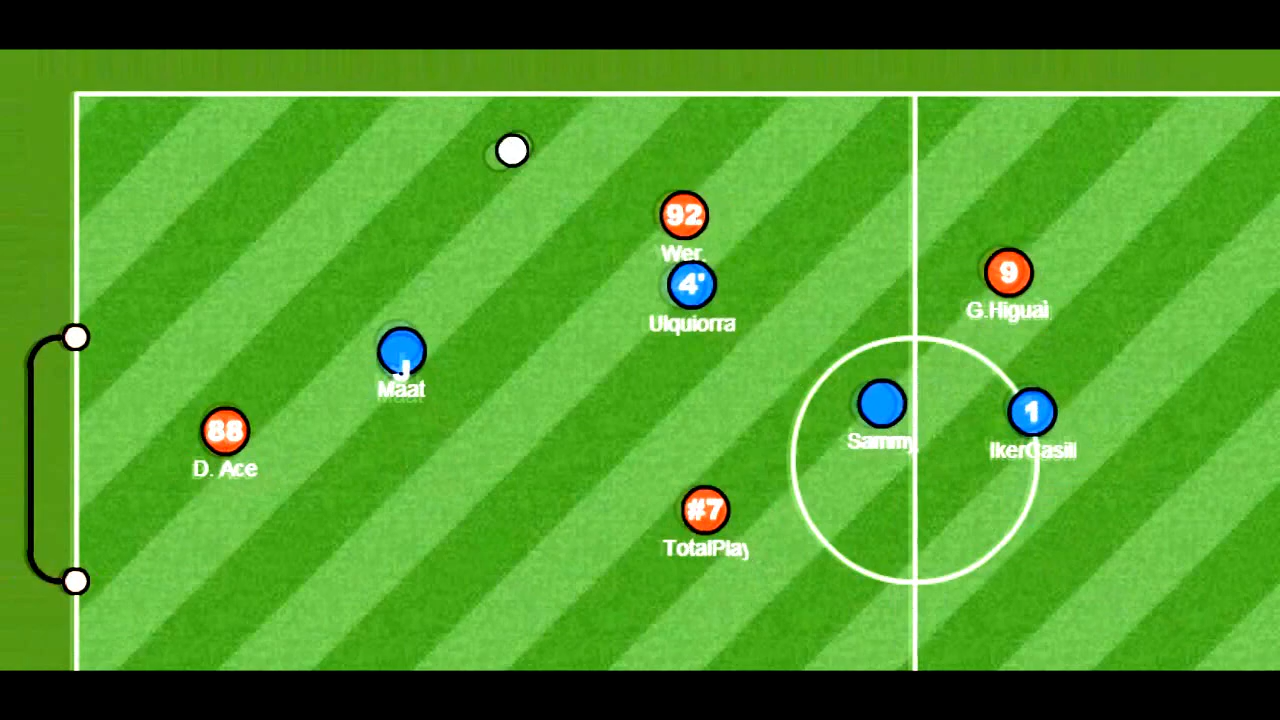 92
Wer.
9
4'
G.Higuai
Ulquiorra
J
Maat
1
Sammy
IkerCasill
88
D. Ace
#7
TotalPlay